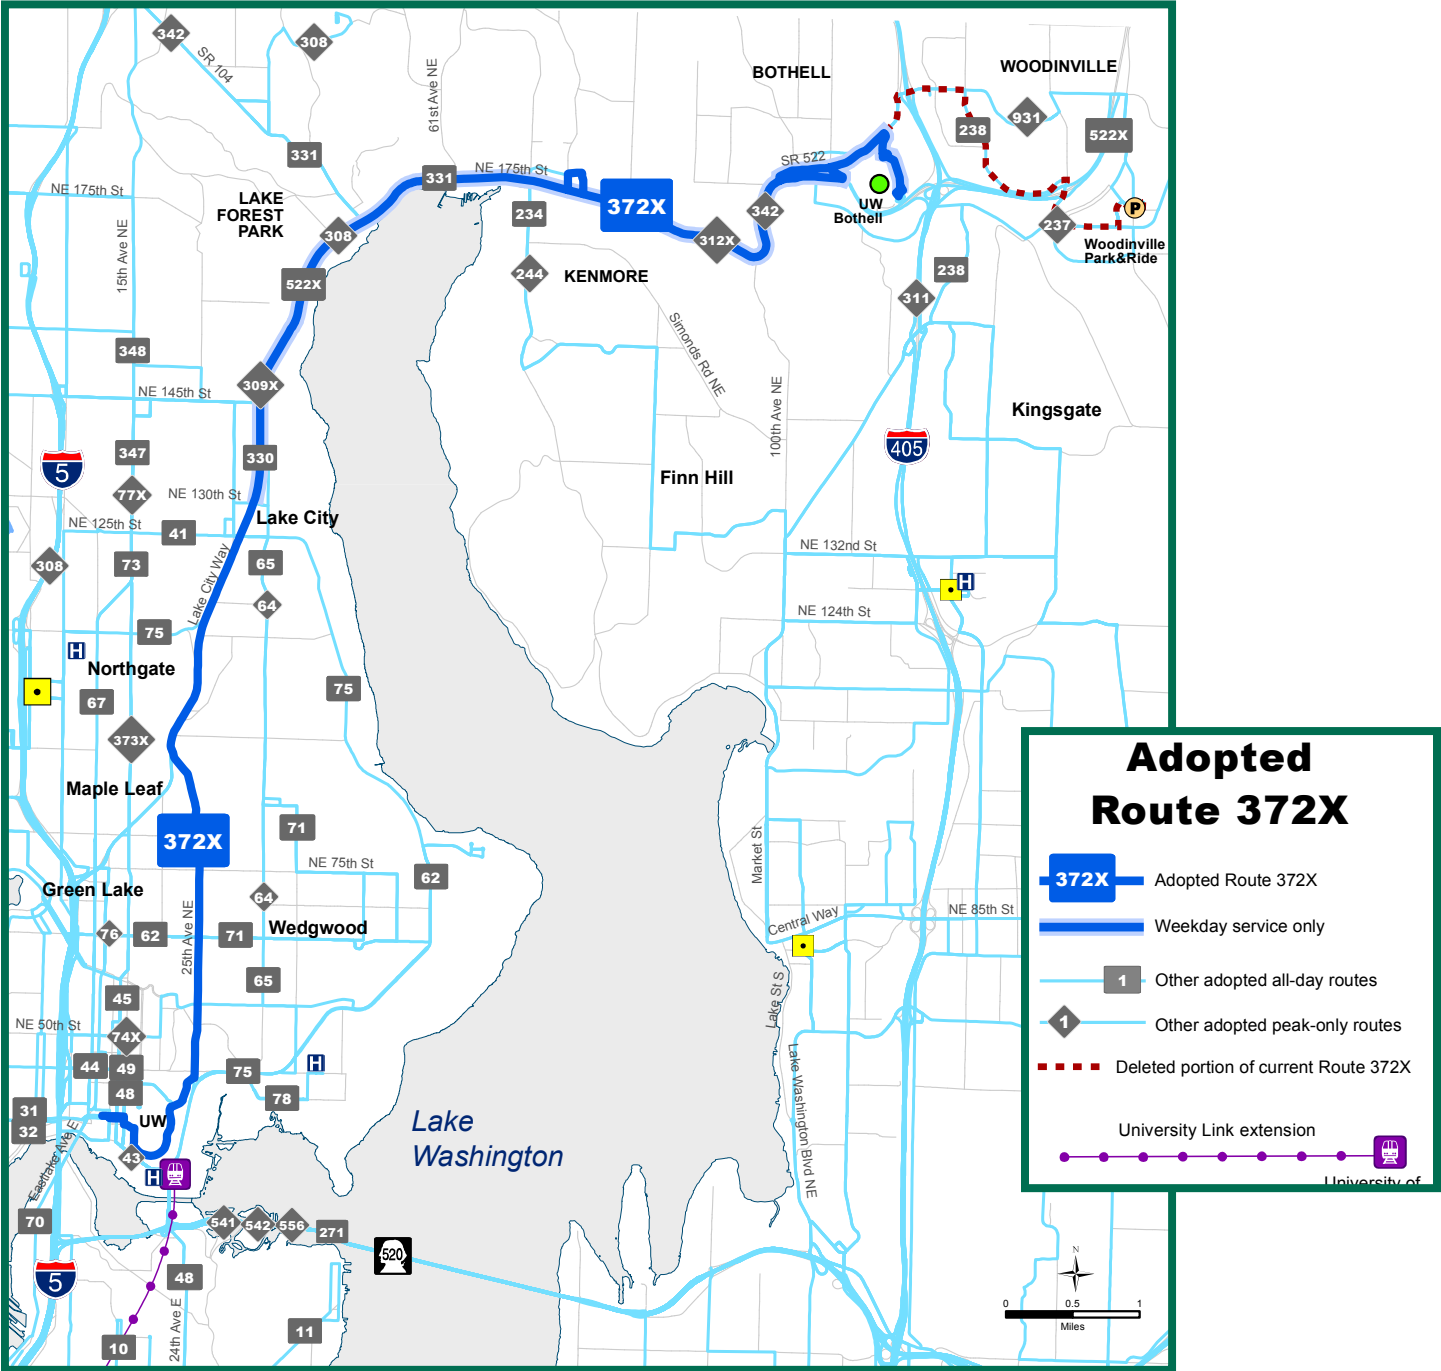 342
308
SR 104
61st Ave NE
BOTHELL
WOODINVILLE
931
238
522X
331
SR 522
NE 175th St
331
NE 175th St
LAKE
FOREST
PARK
372X
342
UW
Bothell
P
234
308
312X
237
Woodinville
Park&Ride
15th Ave NE
244
KENMORE
238
522X
311
Simonds Rd NE
348
309X
NE 145th St
100th Ave NE
Kingsgate
405
347
330
5
Finn Hill
77X
NE 130th St
Lake City
NE 125th St
41
NE 132nd St
308
73
65
Lake City Way
H
64
NE 124th St
75
H
Northgate
75
67
373X
Maple Leaf
372X
71
NE 75th St
Market St
62
Green Lake
64
25th Ave NE
76
62
71
Wedgwood
Central Way
NE 85th St
65
45
Lake St S
NE 50th St
74X
44
49
75
H
48
78
Lake Washington Blvd NE
31
32
UW
Lake
Washington
Eastlake Ave E
43
H
70
541
542
556
271
520
5
48
24th Ave E
11
10
N
0
0.5
1
Miles
Adopted
Route 372X
372X
Adopted Route 372X
Weekday service only
1
Other adopted all-day routes
1
Other adopted peak-only routes
Deleted portion of current Route 372X
University Link extension
University of